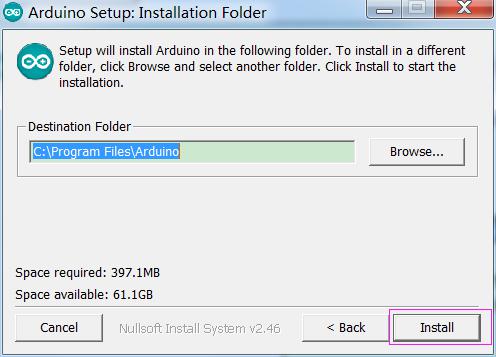 Arduino Setup: Installation Folder
Setup will install Arduino in the following folder. To install in a different
folder, click Browse and select another folder. Click Install to start the
installation.
Destination Folder
C:\Program Files\Arduino
Browse...
Space required: 397.1MB
Space available: 61.1GB
Cancel
Nullsoft Install System v2.46
< Back
Install